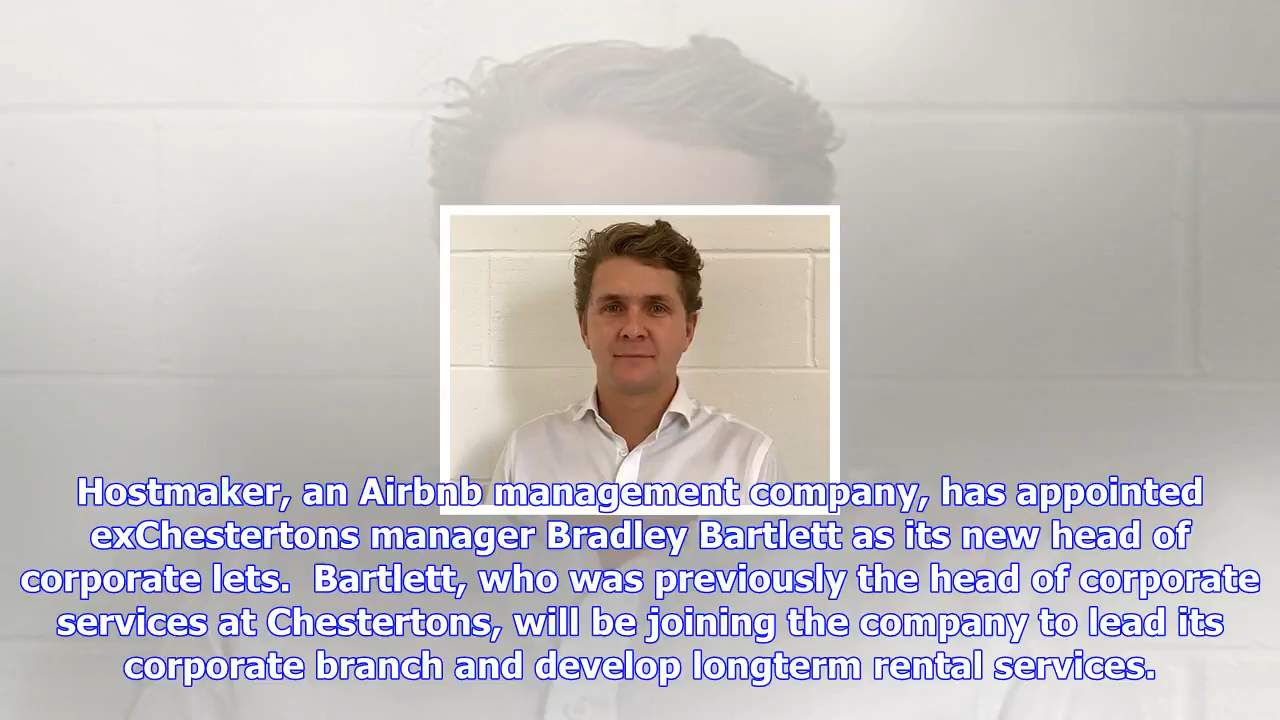 Hostmaker, an Airbnb management company, has appointed
exChestertons manager Bradley Bartlett as its new head of
corporate lets.  Bartlett, who was previously the head of corporate
services at Chestertons, will be joining the company to lead its
corporate branch and develop longterm rental services.